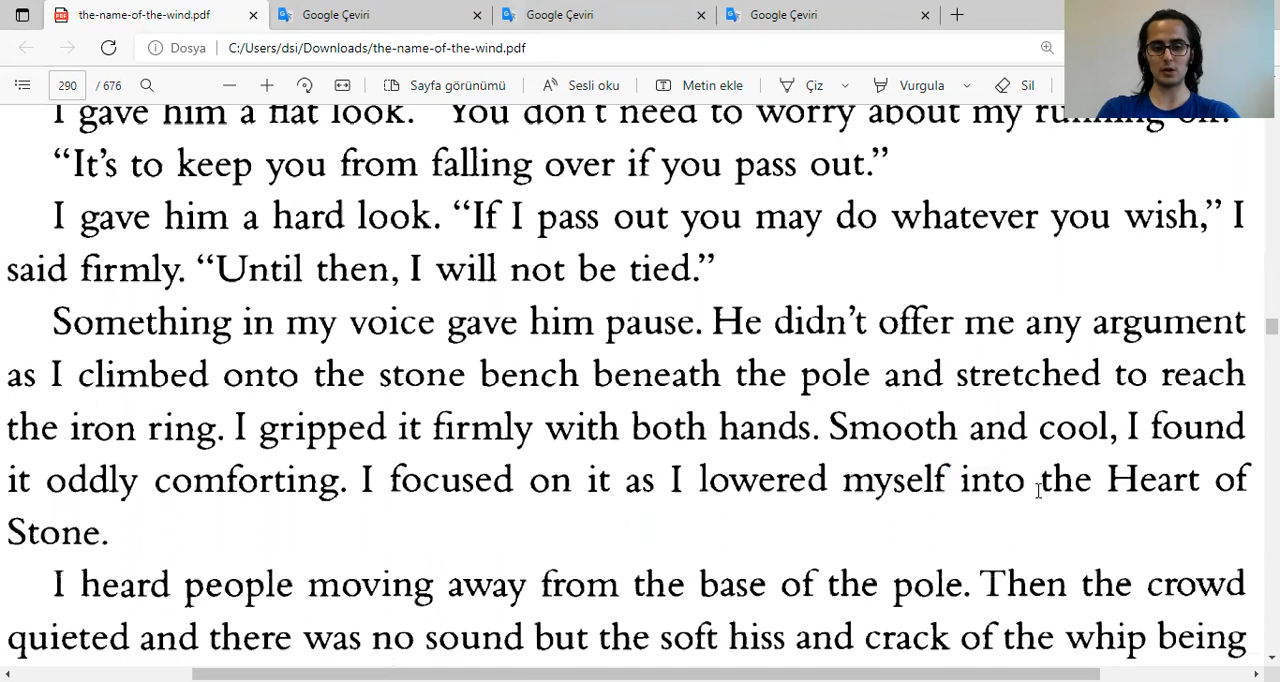 the-name-of-the-wind.pdf
Google Çeviri
Google Çeviri
Google Çeviri
Dosya
C:/Users/dsi/Downloads/the-name-of-the-wind.pdf
290 / 676
Sayfa görünümü
Sesli oku
Metin ekle
Çiz
Vurgula
Sil
I gave him a flat look. “You don’t need to worry about my running off.
“It’s to keep you from falling over if you pass out.”
I gave him a hard look. “If I pass out you may do whatever you wish,” I
said firmly. “Until then, I will not be tied.”
Something in my voice gave him pause. He didn’t offer me any argument
as I climbed onto the stone bench beneath the pole and stretched to reach
the iron ring. I gripped it firmly with both hands. Smooth and cool, I found
it oddly comforting. I focused on it as I lowered myself into the Heart of
Stone.
I heard people moving away from the base of the pole. Then the crowd
quieted and there was no sound but the soft hiss and crack of the whip being